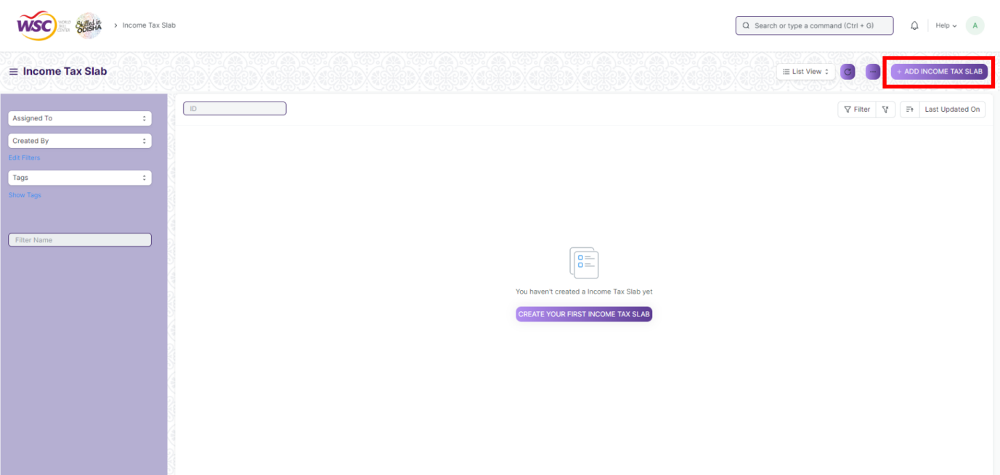 WSC WORLD SKILL CENTER Skilled in ODISHA > Income Tax Slab
Search or type a command (Ctrl + G)
Help
A
Income Tax Slab
List View
+ ADD INCOME TAX SLAB
Assigned To
Created By
Edit Filters
Tags
Show Tags
Filter Name
ID
Filter
Last Updated On
You haven't created a Income Tax Slab yet
CREATE YOUR FIRST INCOME TAX SLAB